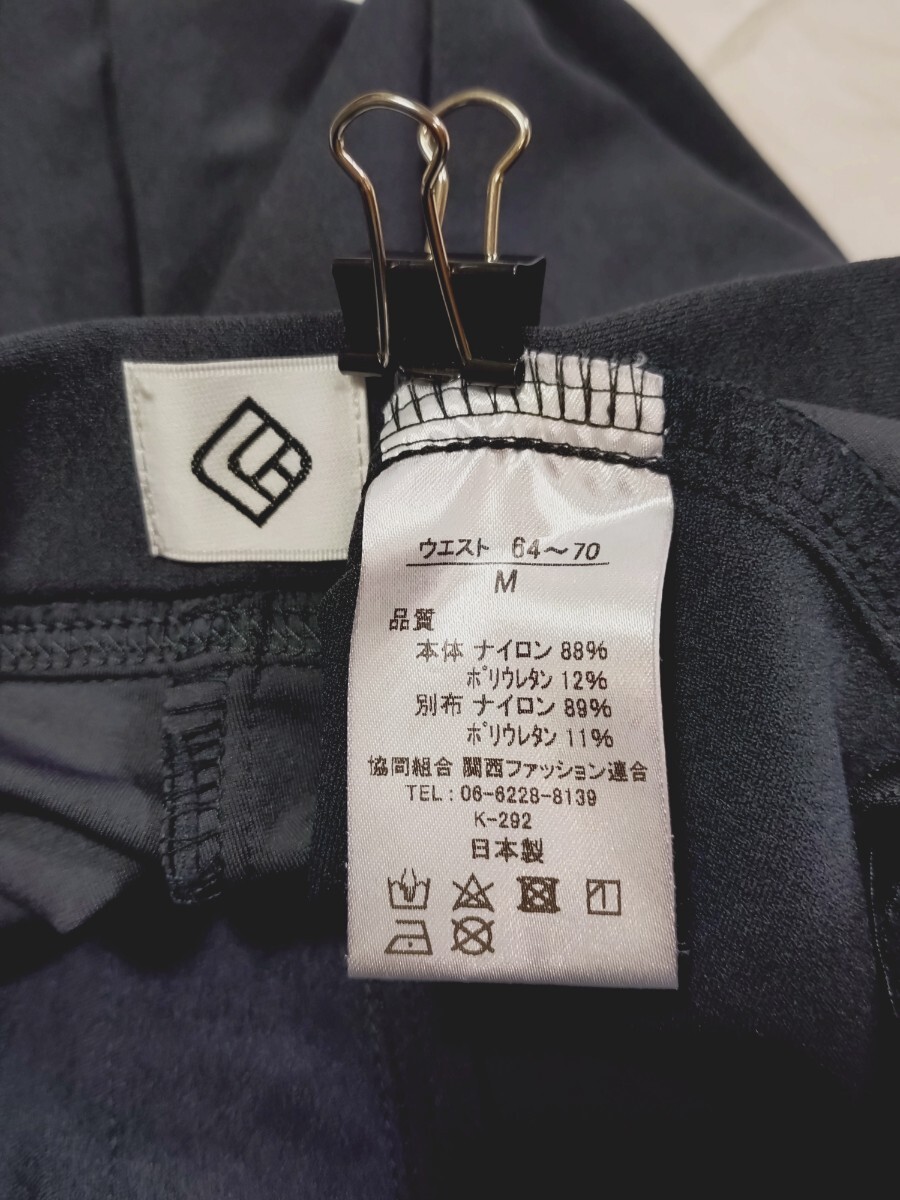 ウエスト 64〜70
M
品質
本体 ナイロン 88%
ポリウレタン 12%
別布 ナイロン 89%
ポリウレタン 11%
協同組合 関西ファッション連合
TEL : 06-6228-8139
K-292
日本製